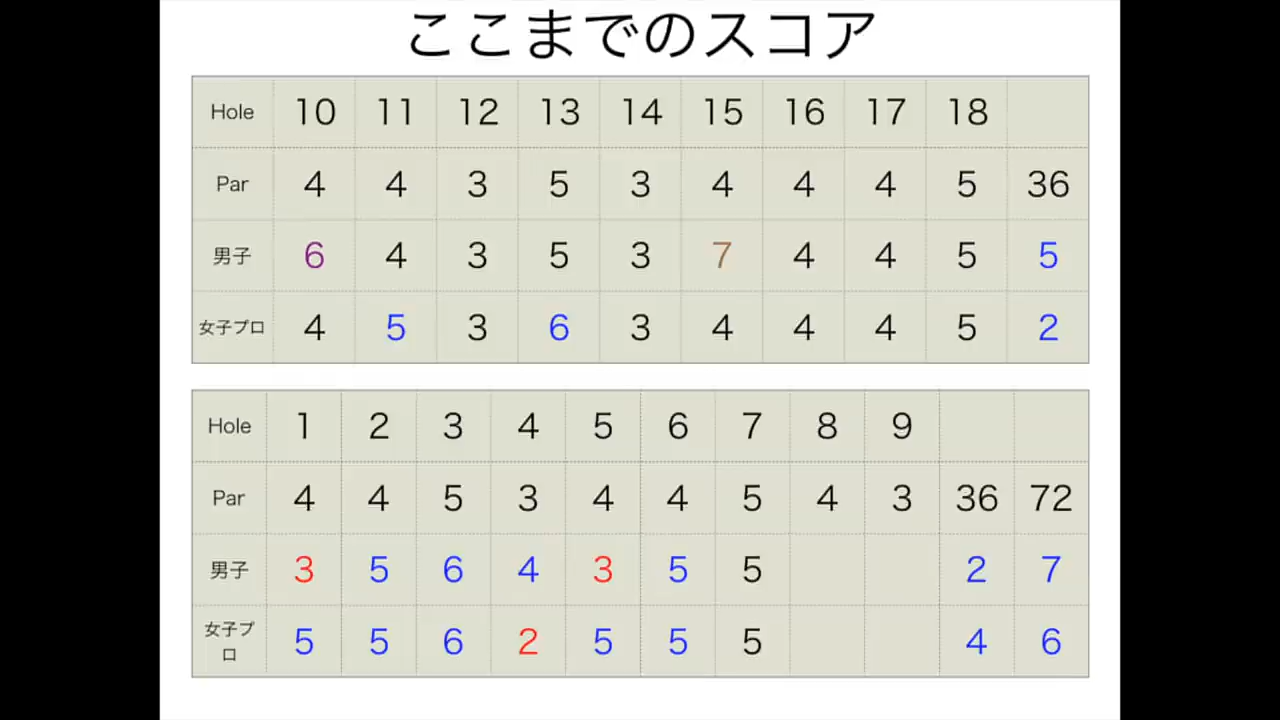 ここまでのスコア
Hole 10 11 12 13 14 15 16 17 18
Par 4 4 3 5 3 4 4 4 5 36
男子 6 4 3 5 3 7 4 4 5 5
女子プロ 4 5 3 6 3 4 4 4 5 2
Hole 1 2 3 4 5 6 7 8 9
Par 4 4 5 3 4 4 5 4 3 36 72
男子 3 5 6 4 3 5 5 2 7
女子プ
ロ 5 5 6 2 5 5 5 4 6